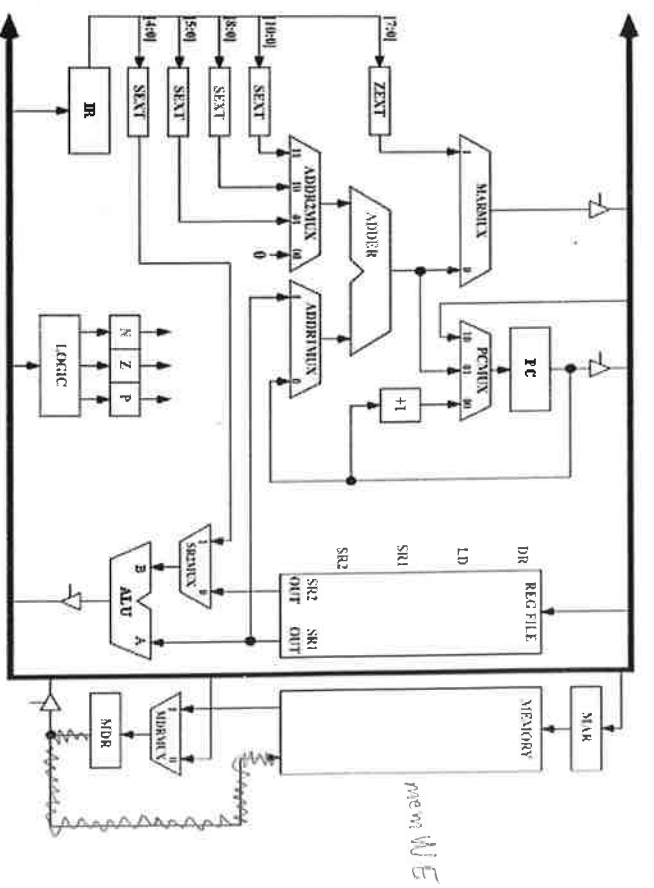 MARMUX
1
0
PCMUX
10
01
00
PC
+1
[7:0]
ZEXT
[10:0]
SEXT
[8:0]
SEXT
[5:0]
SEXT
[4:0]
SEXT
IR
ADDER
ADDR2MUX
11
10
01
00
0
ADDR1MUX
1
0
REG FILE
DR
LD
SR1
SR2
SR2
OUT
SR1
OUT
SR2MUX
1
0
B
A
ALU
N
Z
P
LOGIC
MAR
MEMORY
mem WE
MDRMUX
1
0
MDR